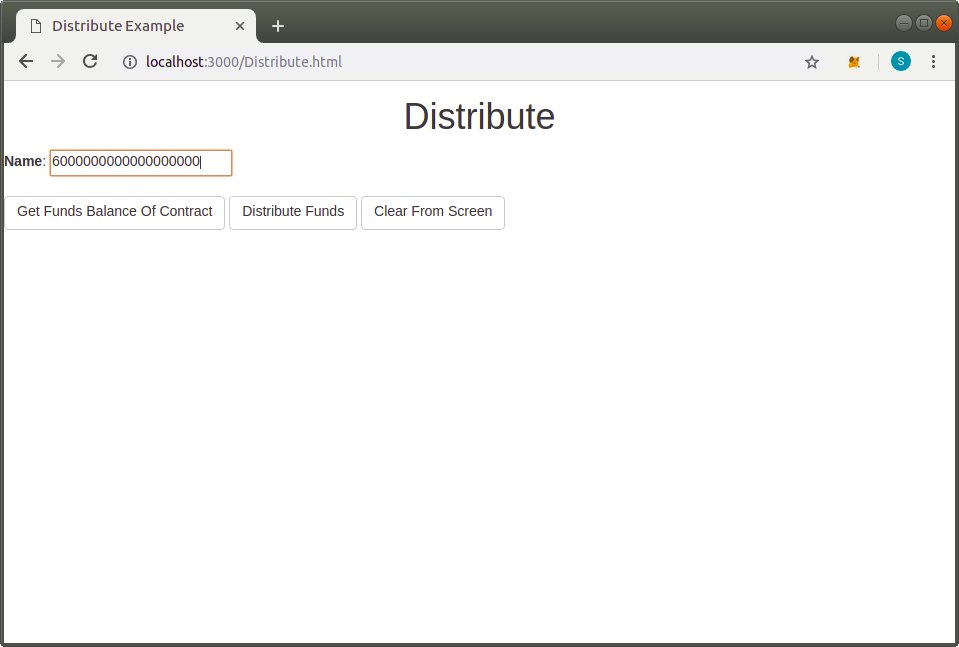 Distribute Example
localhost:3000/Distribute.html
S
Distribute
Name: 6000000000000000000
Get Funds Balance Of Contract Distribute Funds Clear From Screen